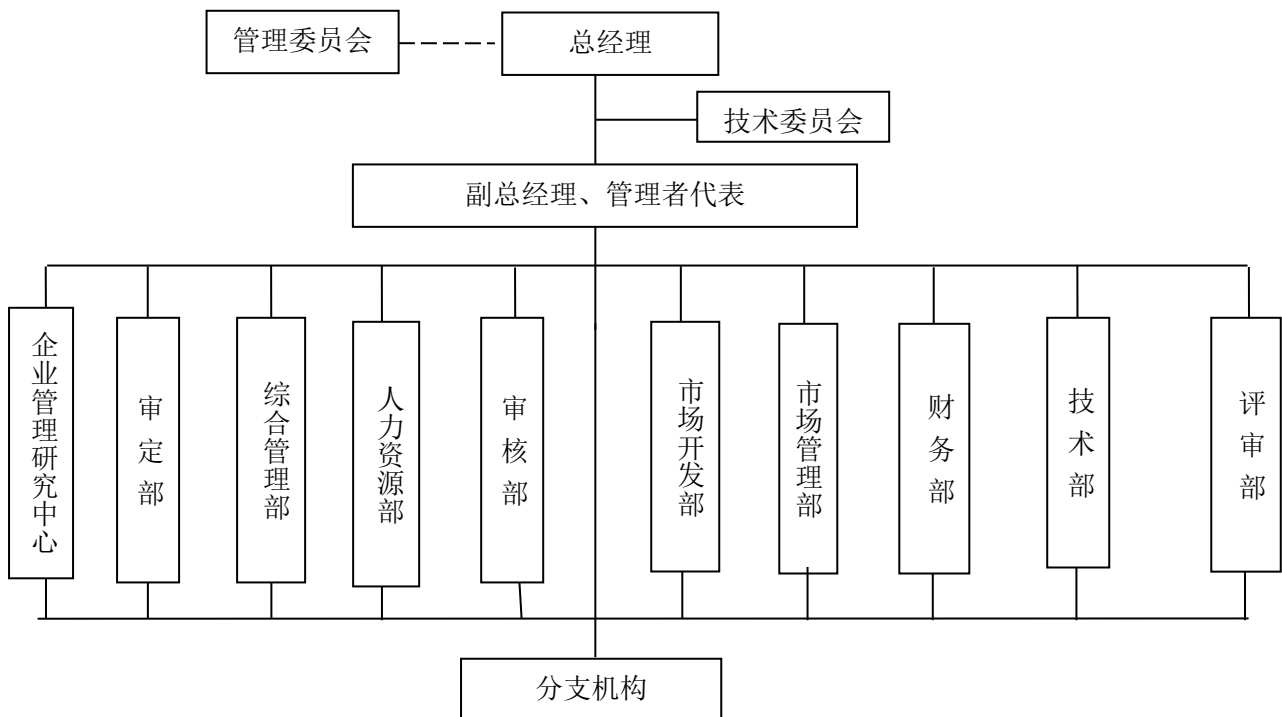 管理委员会
总经理
技术委员会
副总经理、管理者代表
企业管理研究中心
审定部
综合管理部
人力资源部
审核部
市场开发部
市场管理部
财务部
技术部
评审部
分支机构